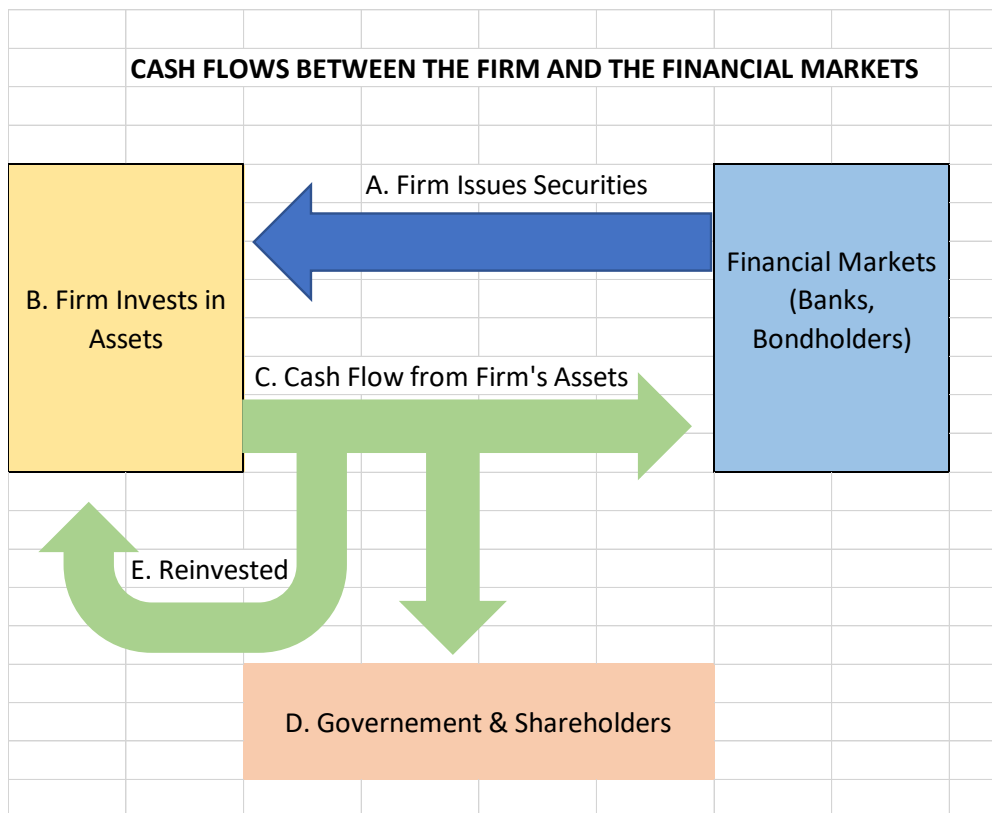 CASH FLOWS BETWEEN THE FIRM AND THE FINANCIAL MARKETS
A. Firm Issues Securities
B. Firm Invests in
Assets
Financial Markets
(Banks,
Bondholders)
C. Cash Flow from Firm's Assets
E. Reinvested
D. Governement & Shareholders